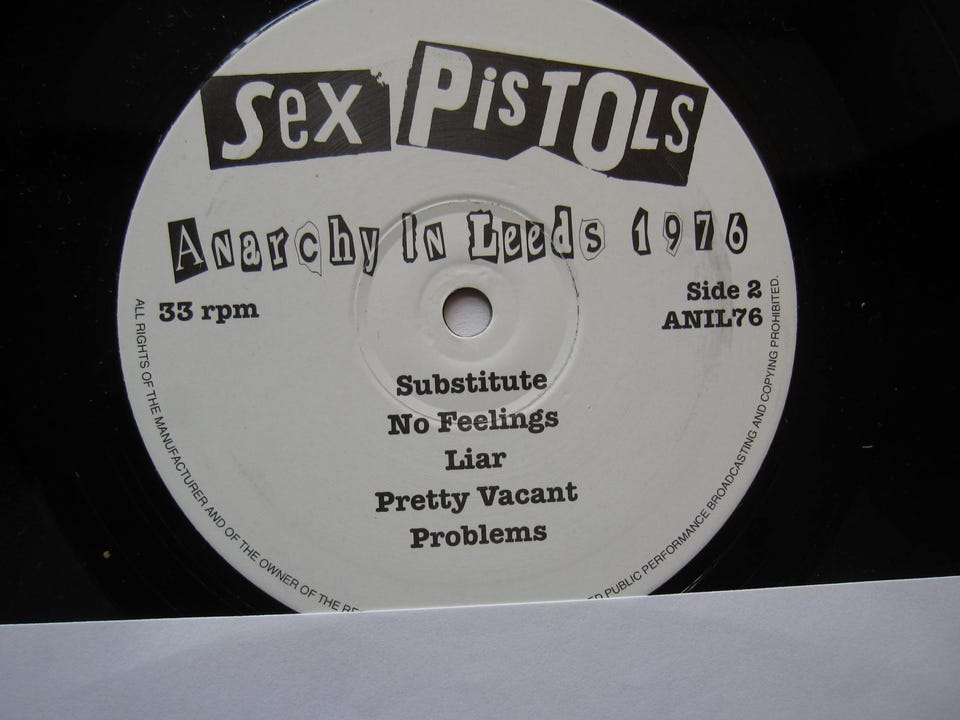 Sex PiSTOLS
Anarchy In Leeds 1976
33 rpm
Side 2
ANIL76
Substitute
No Feelings
Liar
Pretty Vacant
Problems
ALL RIGHTS OF THE MANUFACTURER AND OF THE OWNER OF THE
PUBLIC PERFORMANCE BROADCASTING AND COPYING PROHIBITED.